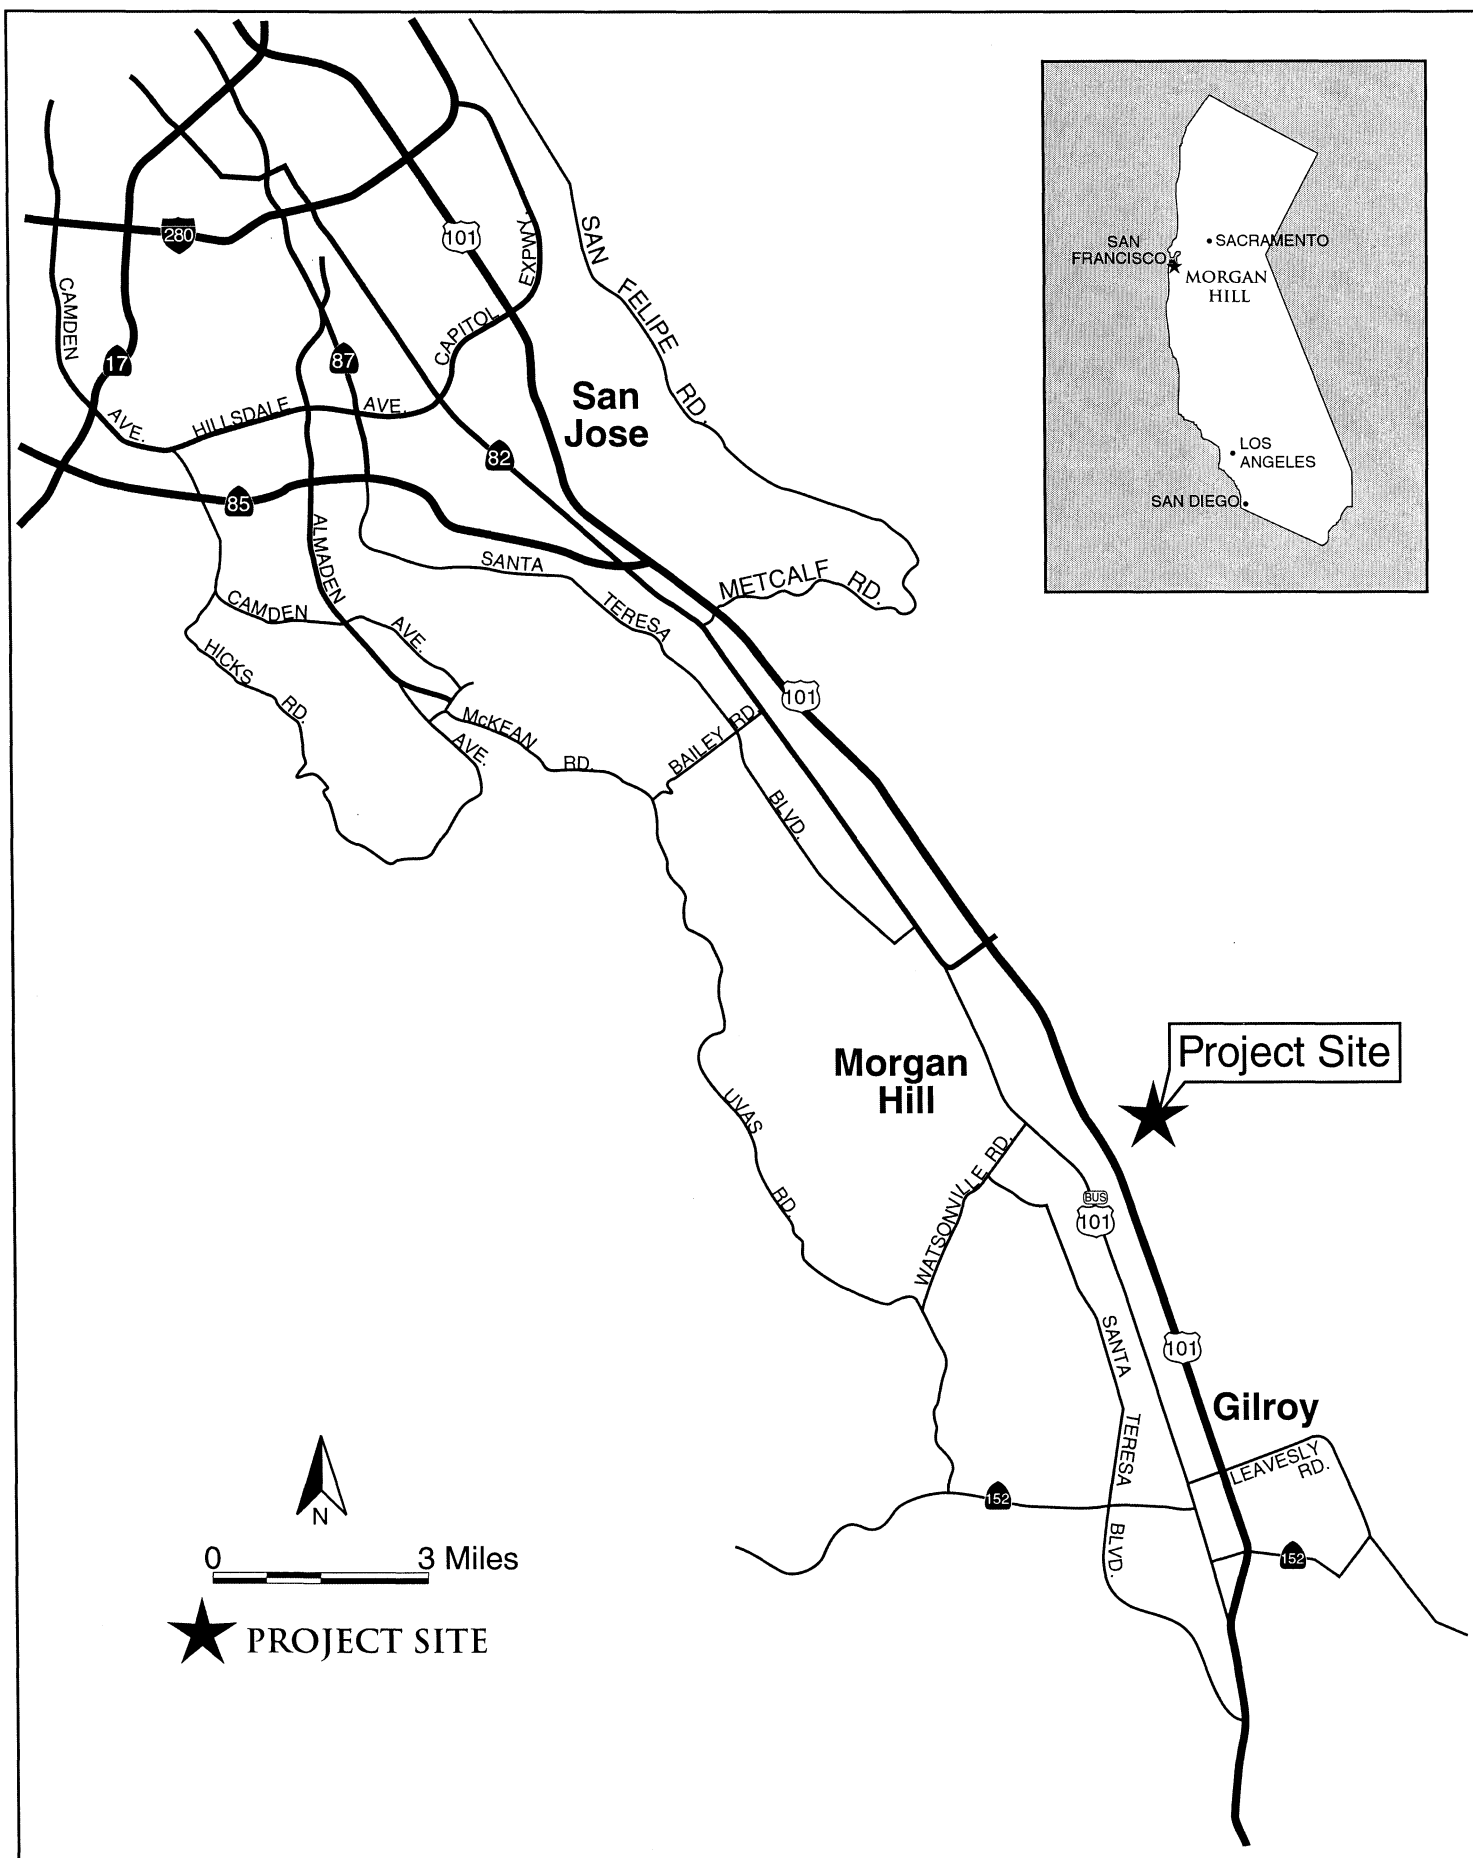 280
101
EXPWY.
SAN
FELIPE
RD.
CAMDEN
AVE.
17
87
CAPITOL
HILLSDALE
AVE.
San
Jose
82
85
ALMADEN
SANTA
TERESA
METCALF
RD.
CAMDEN
AVE.
HICKS
RD.
101
McKEAN
RD.
AVE.
BAILEY RD.
BLVD.
SAN
FRANCISCO
SACRAMENTO
MORGAN
HILL
LOS
ANGELES
SAN DIEGO
Morgan
Hill
Project Site
UVAS
RD.
WATSONVILLE RD.
BUS
101
SANTA
TERESA
BLVD.
101
Gilroy
LEAVESLY
RD.
152
152
N
0
3 Miles
PROJECT SITE